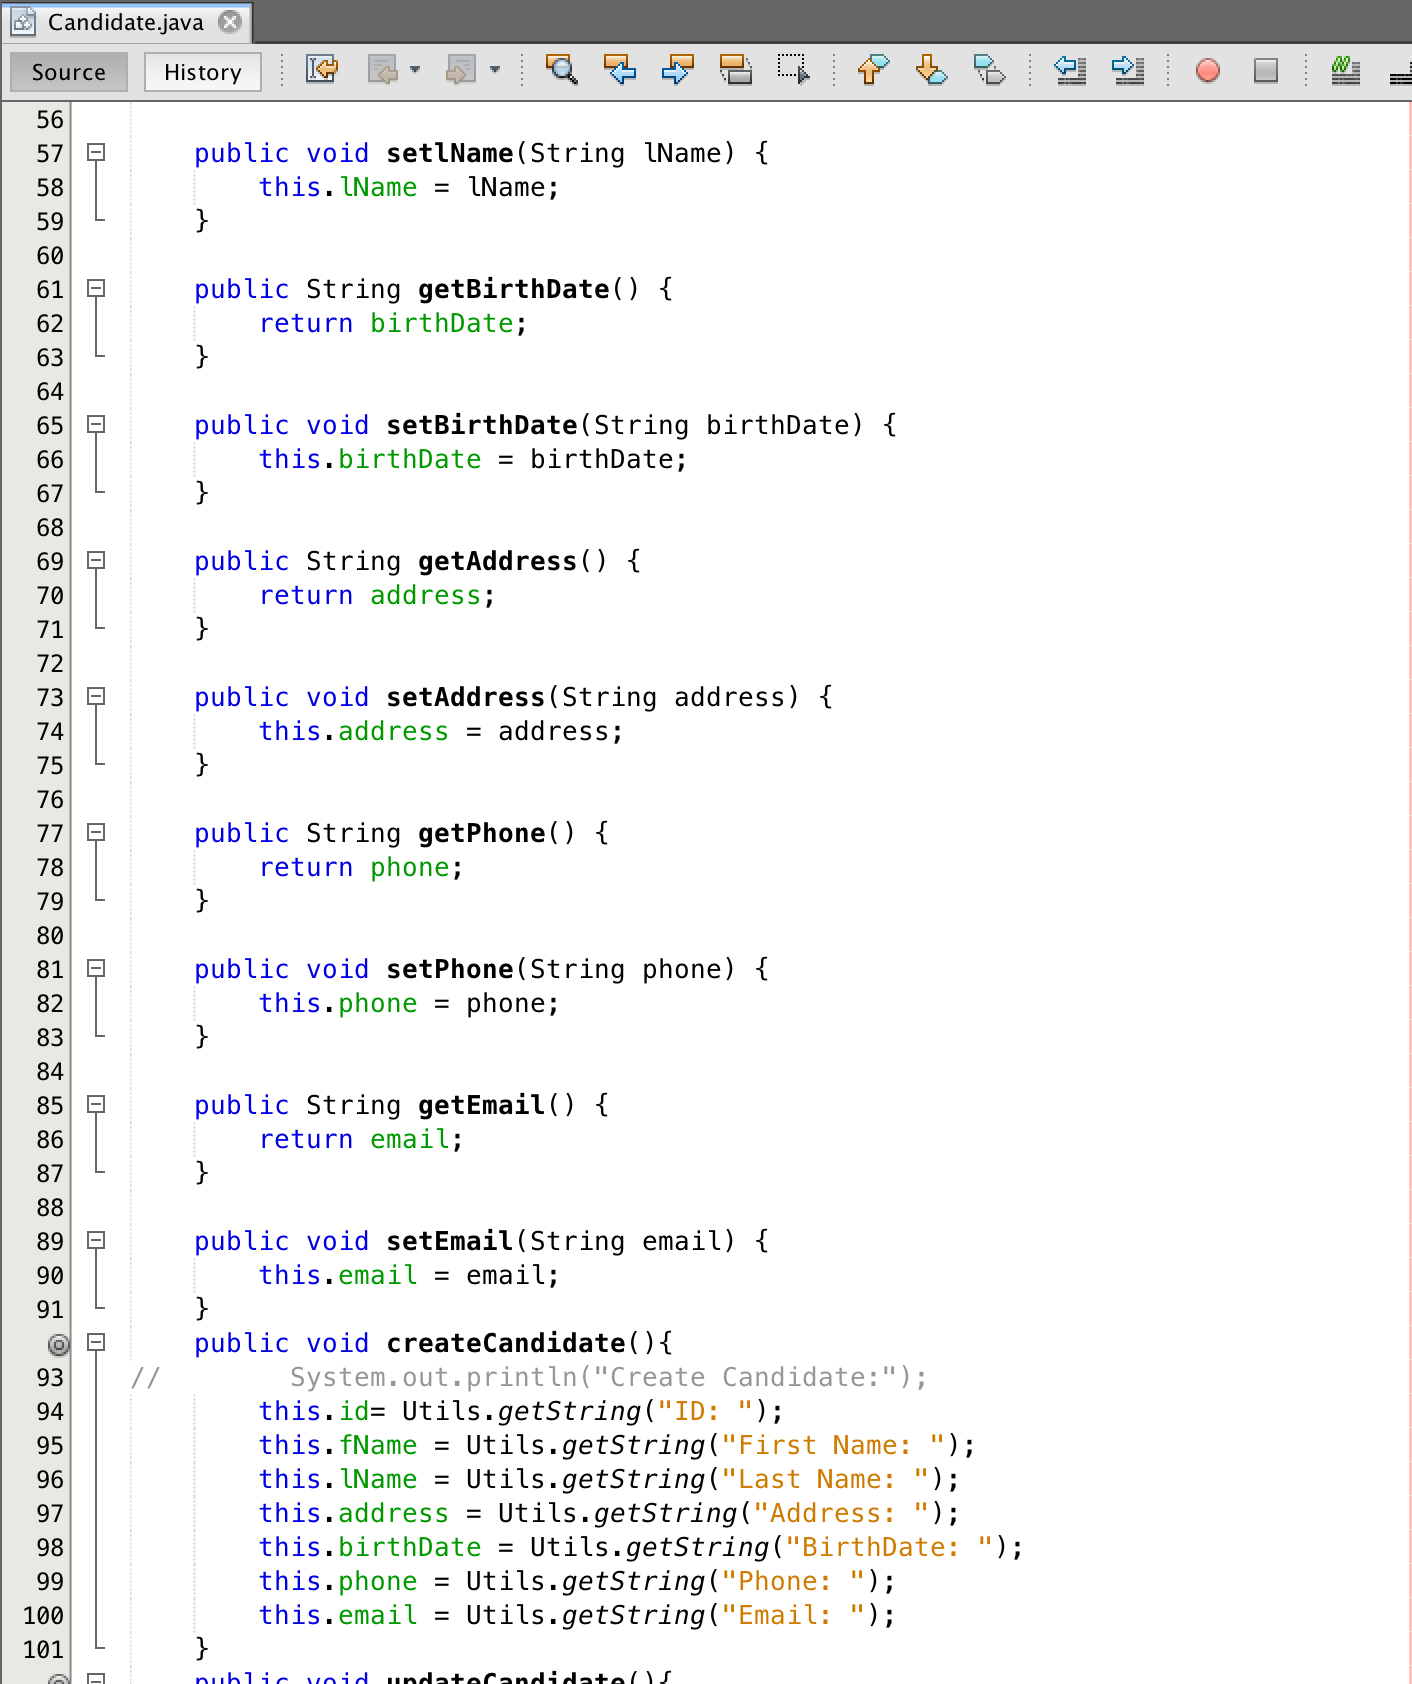 Candidate.java
Source History
56
57 public void setlName(String lName) {
58 this.lName = lName;
59 }
60
61 public String getBirthDate() {
62 return birthDate;
63 }
64
65 public void setBirthDate(String birthDate) {
66 this.birthDate = birthDate;
67 }
68
69 public String getAddress() {
70 return address;
71 }
72
73 public void setAddress(String address) {
74 this.address = address;
75 }
76
77 public String getPhone() {
78 return phone;
79 }
80
81 public void setPhone(String phone) {
82 this.phone = phone;
83 }
84
85 public String getEmail() {
86 return email;
87 }
88
89 public void setEmail(String email) {
90 this.email = email;
91 }
public void createCandidate(){
93 // System.out.println("Create Candidate:");
94 this.id= Utils.getString("ID: ");
95 this.fName = Utils.getString("First Name: ");
96 this.lName = Utils.getString("Last Name: ");
97 this.address = Utils.getString("Address: ");
98 this.birthDate = Utils.getString("BirthDate: ");
99 this.phone = Utils.getString("Phone: ");
100 this.email = Utils.getString("Email: ");
101 }
public void updateCandidate(){